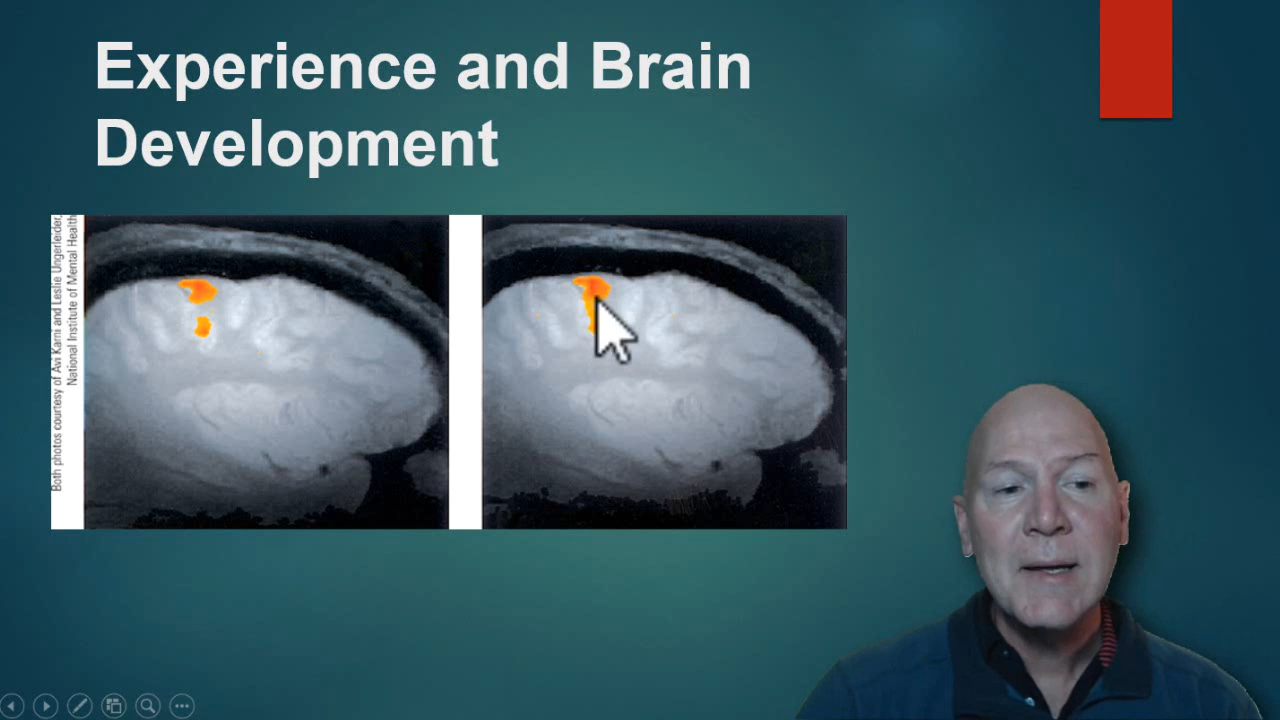 Experience and Brain
Development
Both photos courtesy of Avi Karni and Leslie Ungerleider,
National Institute of Mental Health